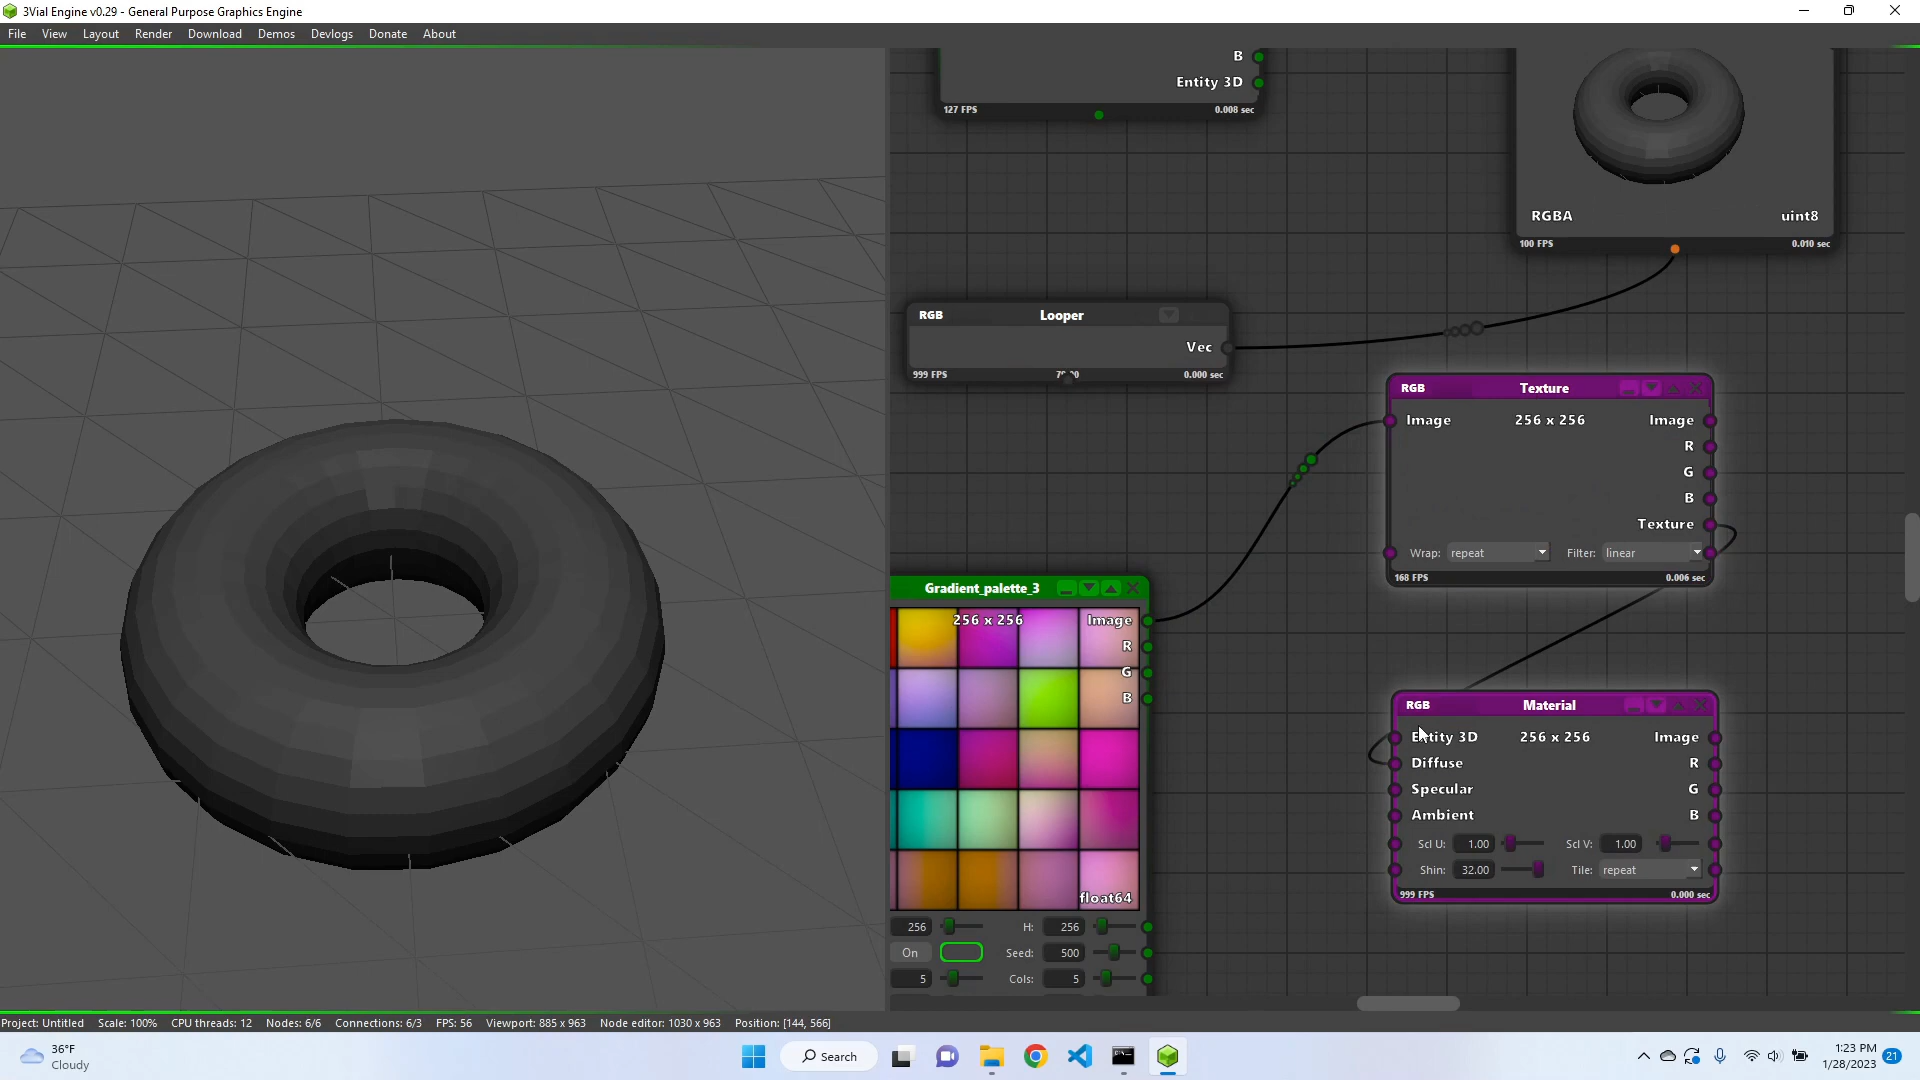 3Vial Engine v0.29 - General Purpose Graphics Engine
File View Layout Render Download Demos Devlogs Donate About
B
Entity 3D
127 FPS 0.008 sec
RGBA uint8
100 FPS 0.010 sec
RGB Looper
Vec
999 FPS 0.000 sec
RGB Texture
Image 256 x 256 Image
R
G
B
Texture
Wrap: repeat Filter: linear
168 FPS 0.006 sec
Gradient_palette_3
256 x 256 Image
R
G
B
float64
256 H: 256
On Seed: 500
5 Cols: 5
RGB Material
Entity 3D 256 x 256 Image
Diffuse R
Specular G
Ambient B
Scl U: 1.00 Scl V: 1.00
Shin: 32.00 Tile: repeat
999 FPS 0.000 sec
Project: Untitled Scale: 100% CPU threads: 12 Nodes: 6/6 Connections: 6/3 FPS: 56 Viewport: 885 x 963 Node editor: 1030 x 963 Position: [144, 566]
36°F
Cloudy
Search
1:23 PM
1/28/2023
21